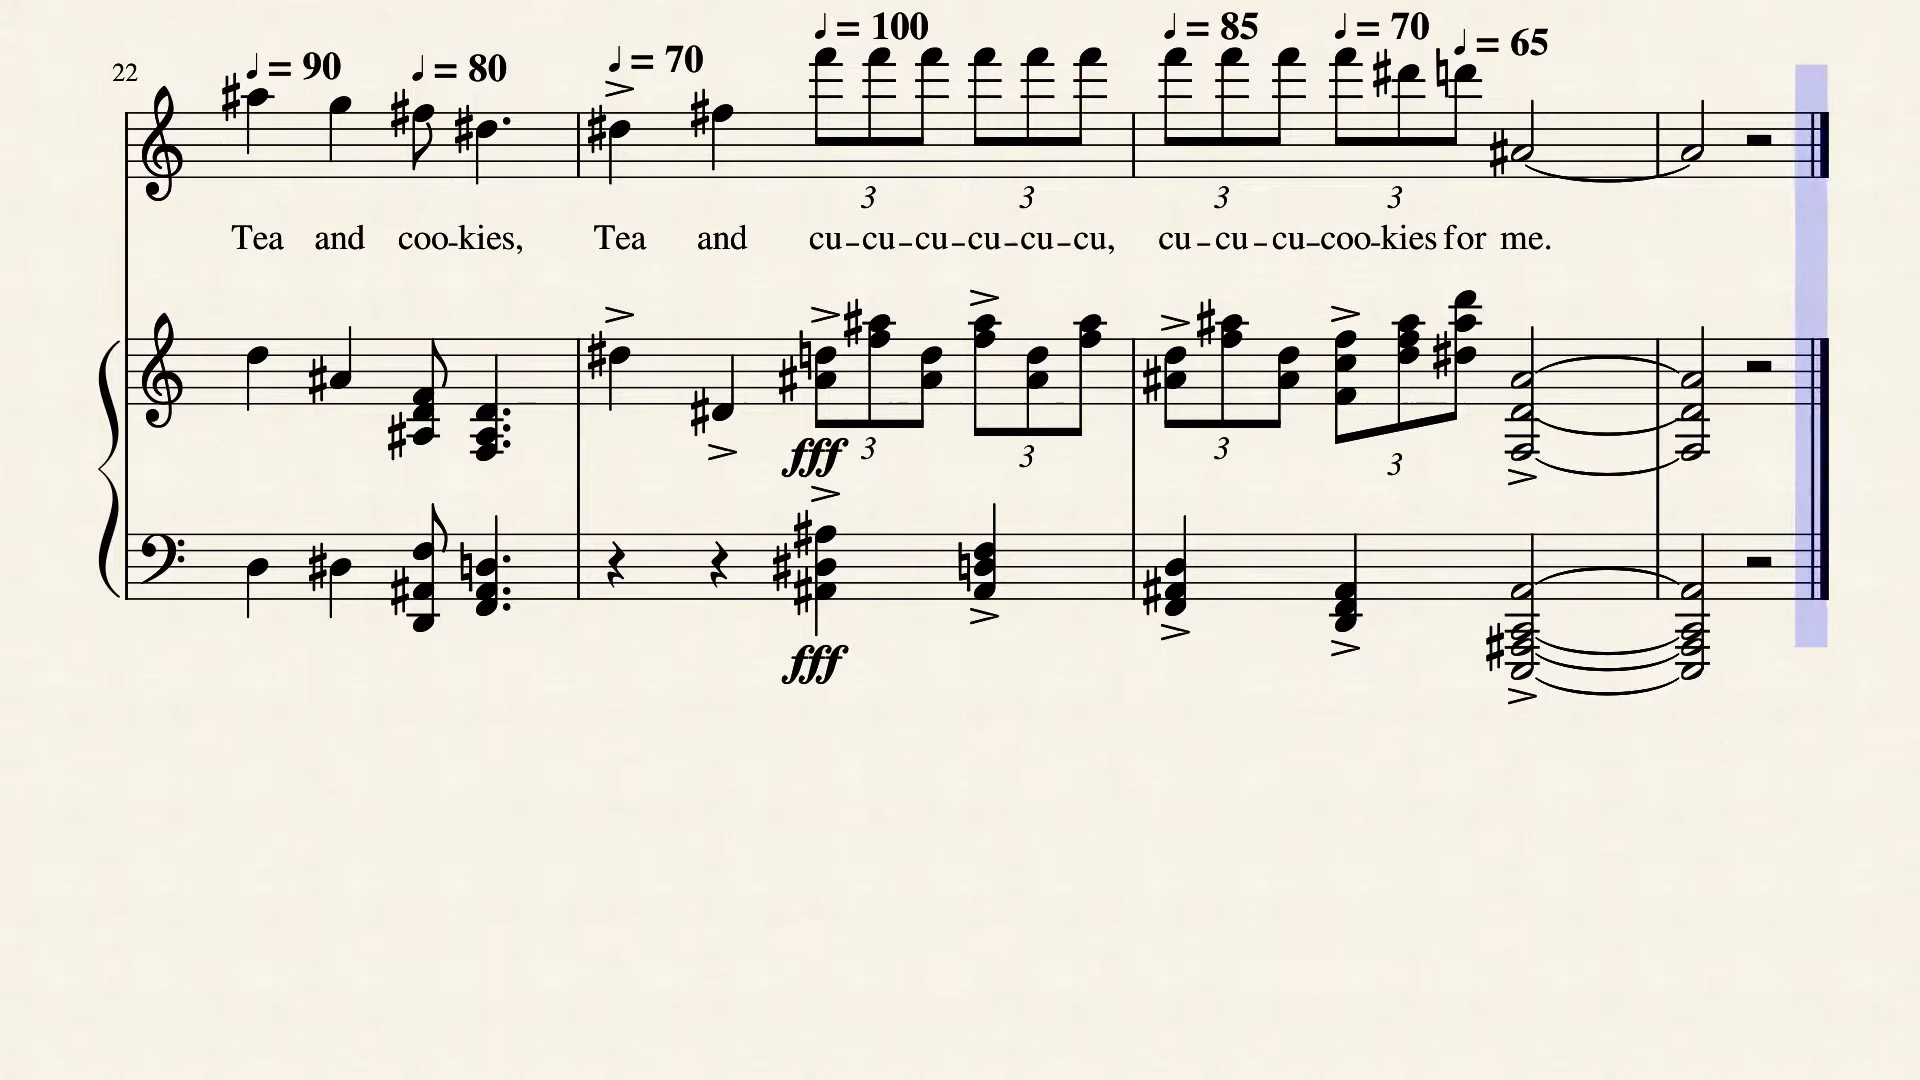 ♩ = 90 ♩ = 80 ♩ = 70 ♩ = 100 ♩ = 85 ♩ = 70 ♩ = 65
22
3 3 3 3
Tea and coo-kies, Tea and cu-cu-cu-cu-cu-cu, cu-cu-cu-coo-kies for me.
fff 3 3 3 3
fff